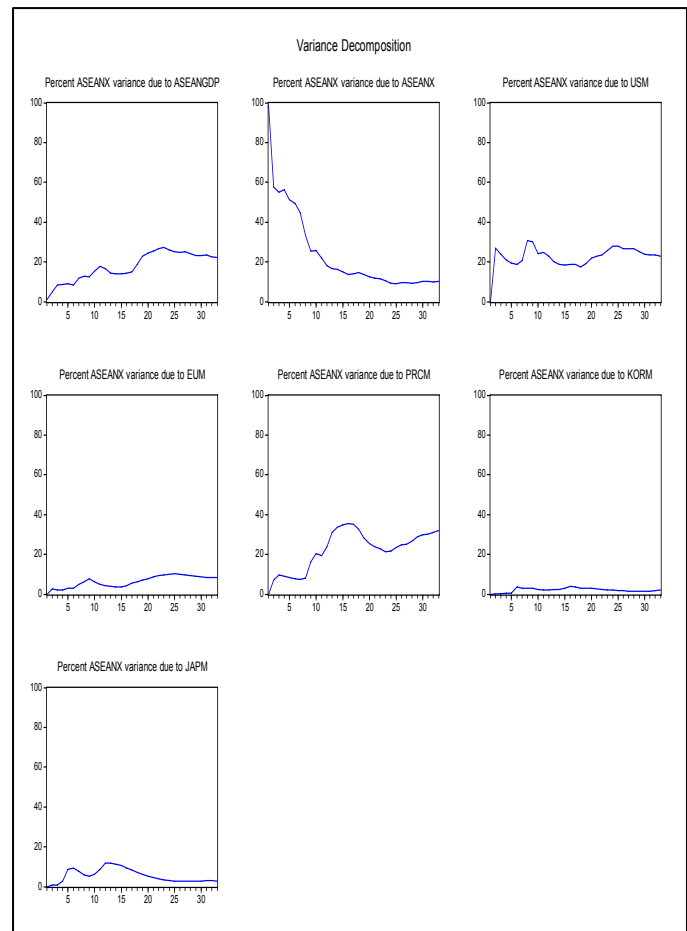 Variance Decomposition
Percent ASEANX variance due to ASEANGDP
100
80
60
40
20
0
5 10 15 20 25 30
Percent ASEANX variance due to ASEANX
100
80
60
40
20
0
5 10 15 20 25 30
Percent ASEANX variance due to USM
100
80
60
40
20
0
5 10 15 20 25 30
Percent ASEANX variance due to EUM
100
80
60
40
20
0
5 10 15 20 25 30
Percent ASEANX variance due to PRCM
100
80
60
40
20
0
5 10 15 20 25 30
Percent ASEANX variance due to KORM
100
80
60
40
20
0
5 10 15 20 25 30
Percent ASEANX variance due to JAPM
100
80
60
40
20
0
5 10 15 20 25 30